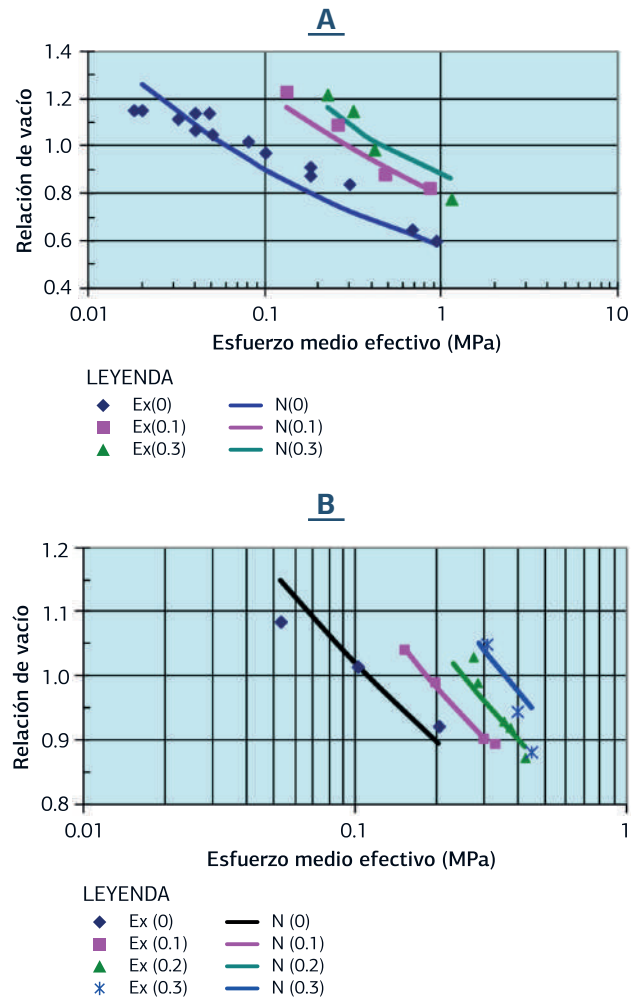 A
1.4
1.2
1.0
0.8
0.6
0.4
Relación de vacío
0.01 0.1 1 10
Esfuerzo medio efectivo (MPa)
LEYENDA
Ex(0) N(0)
Ex(0.1) N(0.1)
Ex(0.3) N(0.3)
B
1.2
1.1
1.0
0.9
0.8
Relación de vacío
0.01 0.1 1
Esfuerzo medio efectivo (MPa)
LEYENDA
Ex (0) N (0)
Ex (0.1) N (0.1)
Ex (0.2) N (0.2)
Ex (0.3) N (0.3)